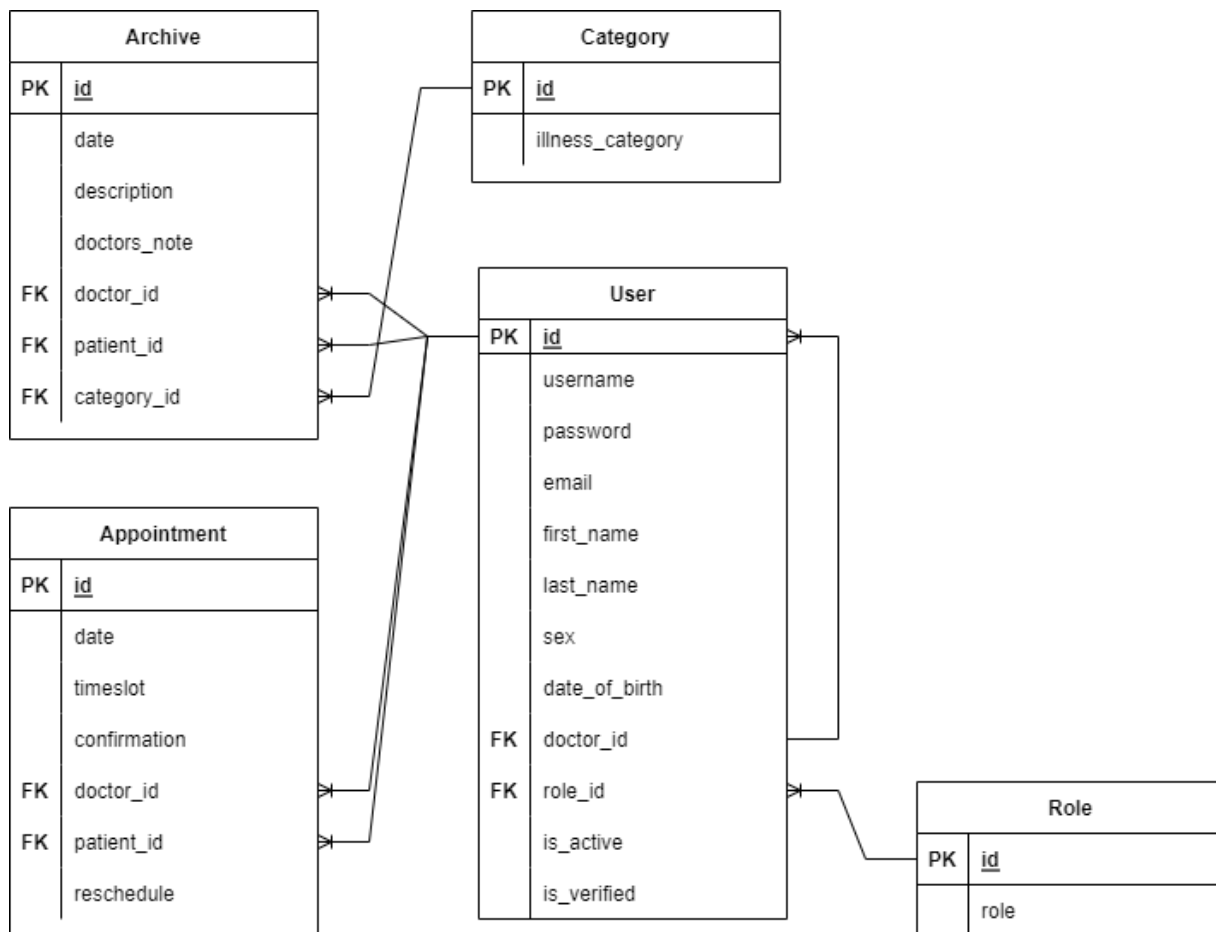 Archive
PK id
date
description
doctors_note
FK doctor_id
FK patient_id
FK category_id
Category
PK id
illness_category
User
PK id
username
password
email
first_name
last_name
sex
date_of_birth
FK doctor_id
FK role_id
is_active
is_verified
Appointment
PK id
date
timeslot
confirmation
FK doctor_id
FK patient_id
reschedule
Role
PK id
role